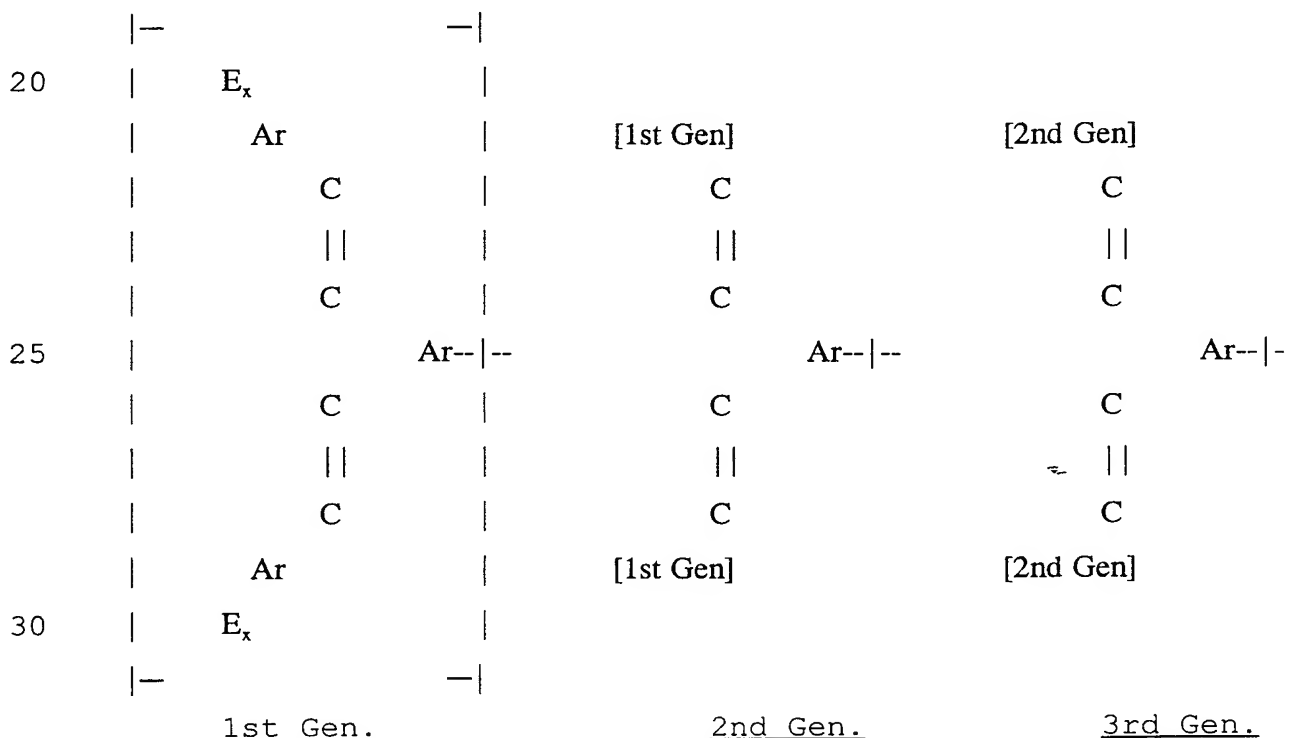 |— —|
20 | Eₓ |
| Ar | [1st Gen] [2nd Gen]
| C | C C
| || | || ||
| C | C C
25 | Ar--|-- Ar--|-- Ar--|-
| C | C C
| || | || ||
| C | C C
| Ar | [1st Gen] [2nd Gen]
30 | Eₓ |
|— —|
1st Gen. 2nd Gen. 3rd Gen.